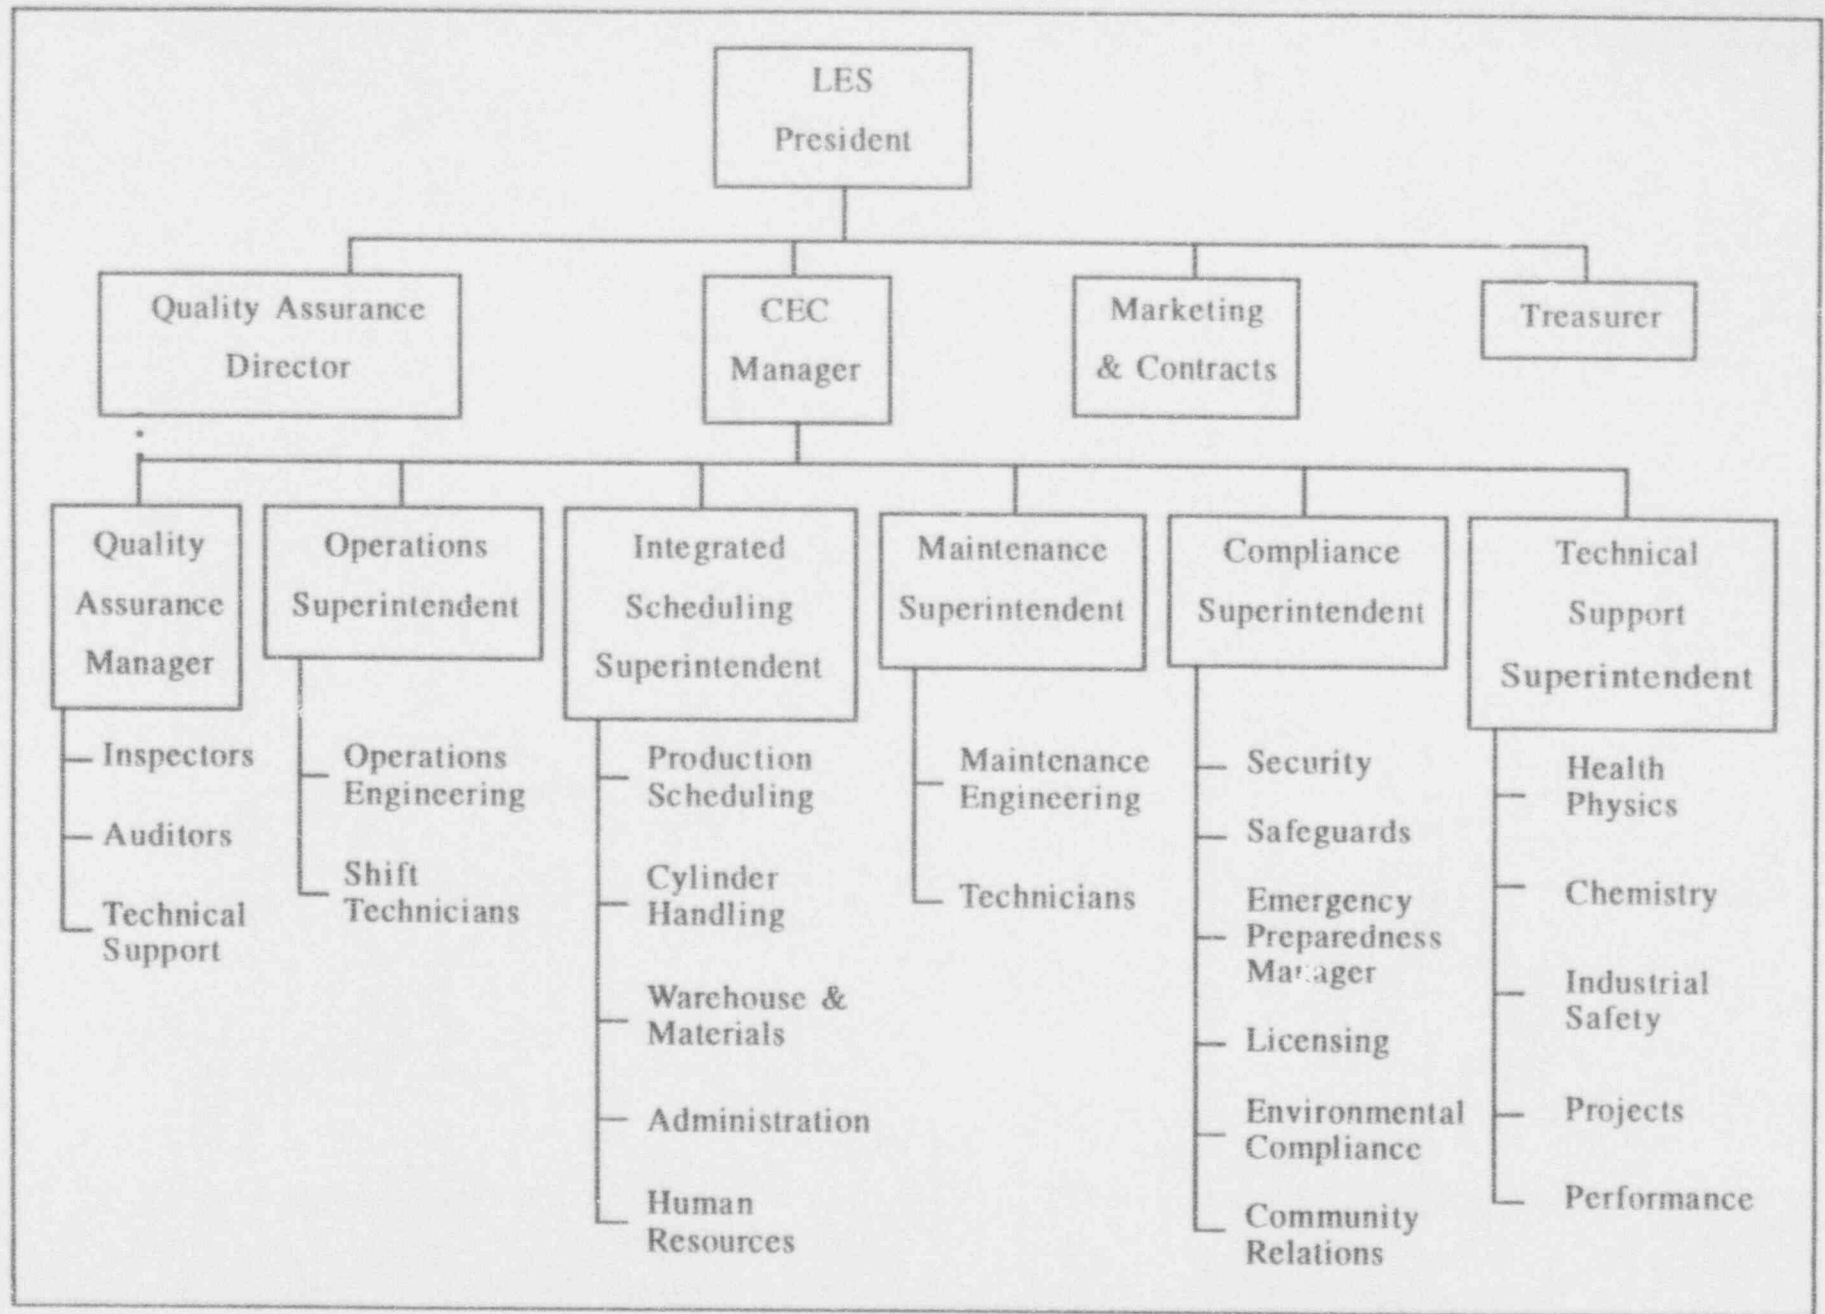 LES
President
Quality Assurance
Director
CEC
Manager
Marketing
& Contracts
Treasurer
Quality
Assurance
Manager
Operations
Superintendent
Integrated
Scheduling
Superintendent
Maintenance
Superintendent
Compliance
Superintendent
Technical
Support
Superintendent
Inspectors
Auditors
Technical
Support
Operations
Engineering
Shift
Technicians
Production
Scheduling
Cylinder
Handling
Warehouse &
Materials
Administration
Human
Resources
Maintenance
Engineering
Technicians
Security
Safeguards
Emergency
Preparedness
Manager
Licensing
Environmental
Compliance
Community
Relations
Health
Physics
Chemistry
Industrial
Safety
Projects
Performance